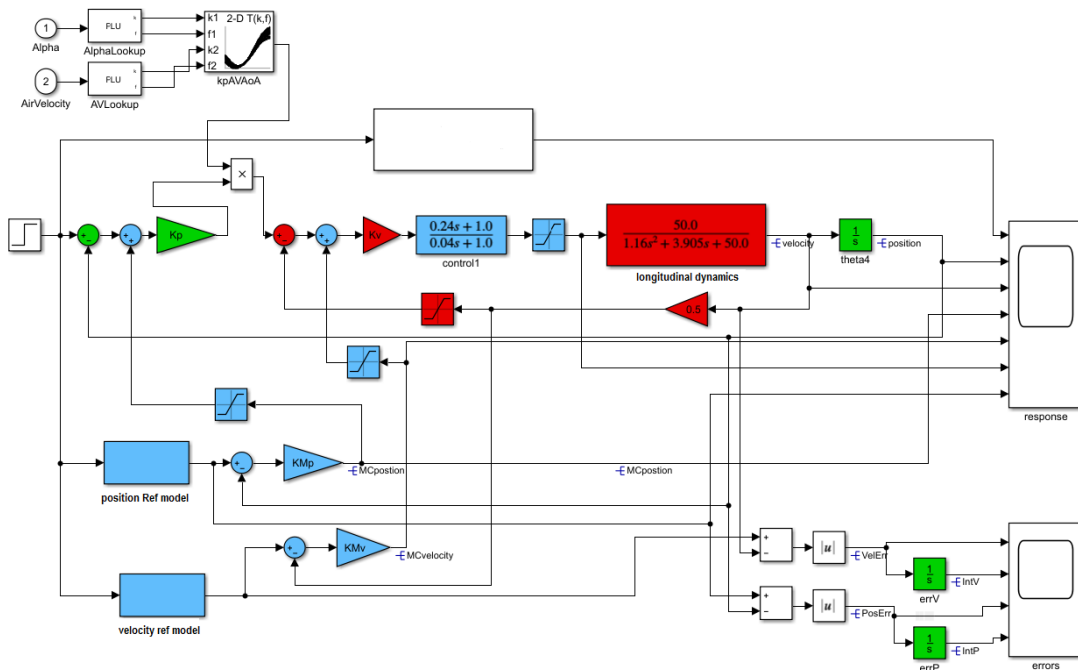 1
Alpha
FLU
k
f
AlphaLookup
2
AirVelocity
FLU
k
f
AVLookup
k1
f1
k2
f2
2-D T(k,f)
kpAVAoA
×
+
−
+
+
Kp
+
−
+
+
Kv
0.24s + 1.0
0.04s + 1.0
control1
50.0
1.16s² + 3.905s + 50.0
longitudinal dynamics
velocity
1
s
theta4
position
0.5
response
position Ref model
+
−
KMp
MCpostion
MCpostion
+
−
KMv
MCvelocity
velocity ref model
+
−
|u|
VelErr
1
s
errV
IntV
+
−
|u|
PosErr
1
s
errP
IntP
errors